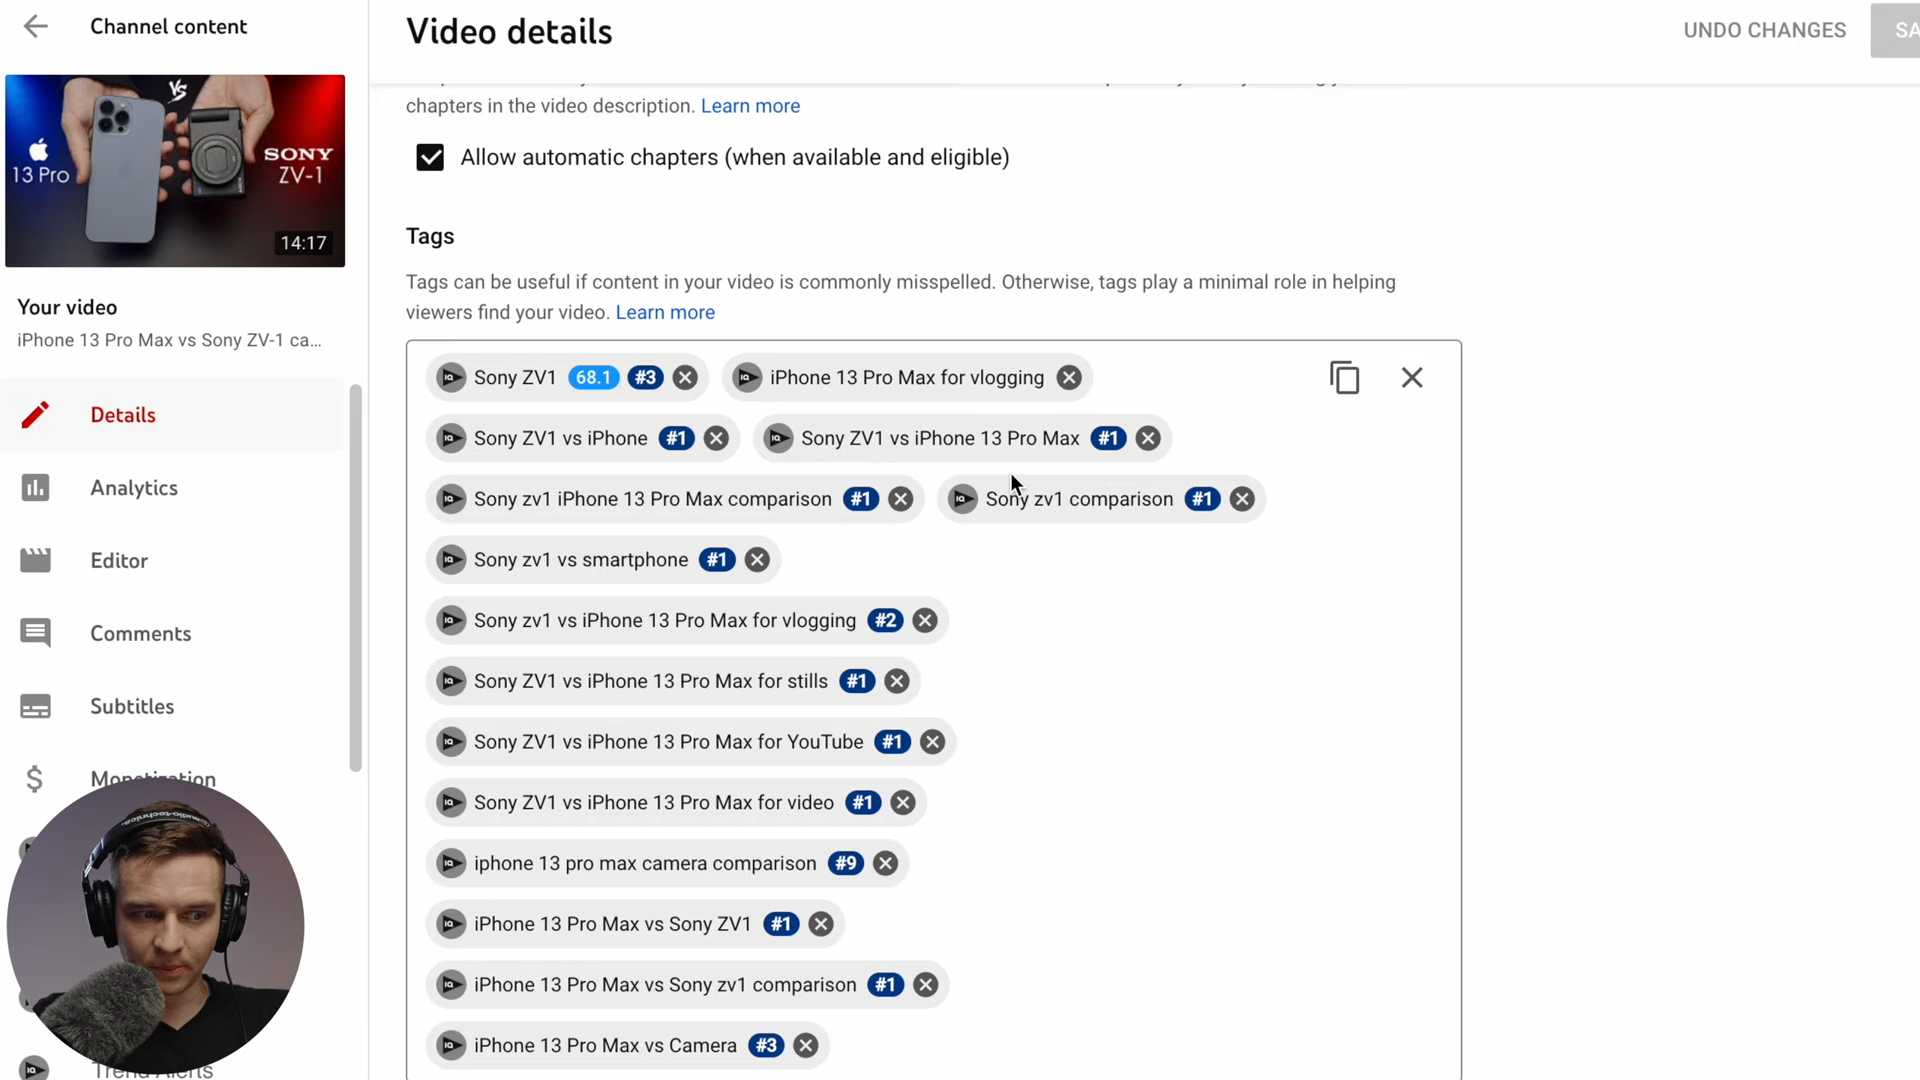 Channel content
VS
13 Pro
SONY
ZV-1
14:17
Your video
iPhone 13 Pro Max vs Sony ZV-1 ca...
Details
Analytics
Editor
Comments
Subtitles
Monetization
Trend Alerts
audio-technica
Video details
UNDO CHANGES
SA
chapters in the video description. Learn more
Allow automatic chapters (when available and eligible)
Tags
Tags can be useful if content in your video is commonly misspelled. Otherwise, tags play a minimal role in helping
viewers find your video. Learn more
Sony ZV1 68.1 #3 iPhone 13 Pro Max for vlogging
Sony ZV1 vs iPhone #1 Sony ZV1 vs iPhone 13 Pro Max #1
Sony zv1 iPhone 13 Pro Max comparison #1 Sony zv1 comparison #1
Sony zv1 vs smartphone #1
Sony zv1 vs iPhone 13 Pro Max for vlogging #2
Sony ZV1 vs iPhone 13 Pro Max for stills #1
Sony ZV1 vs iPhone 13 Pro Max for YouTube #1
Sony ZV1 vs iPhone 13 Pro Max for video #1
iphone 13 pro max camera comparison #9
iPhone 13 Pro Max vs Sony ZV1 #1
iPhone 13 Pro Max vs Sony zv1 comparison #1
iPhone 13 Pro Max vs Camera #3